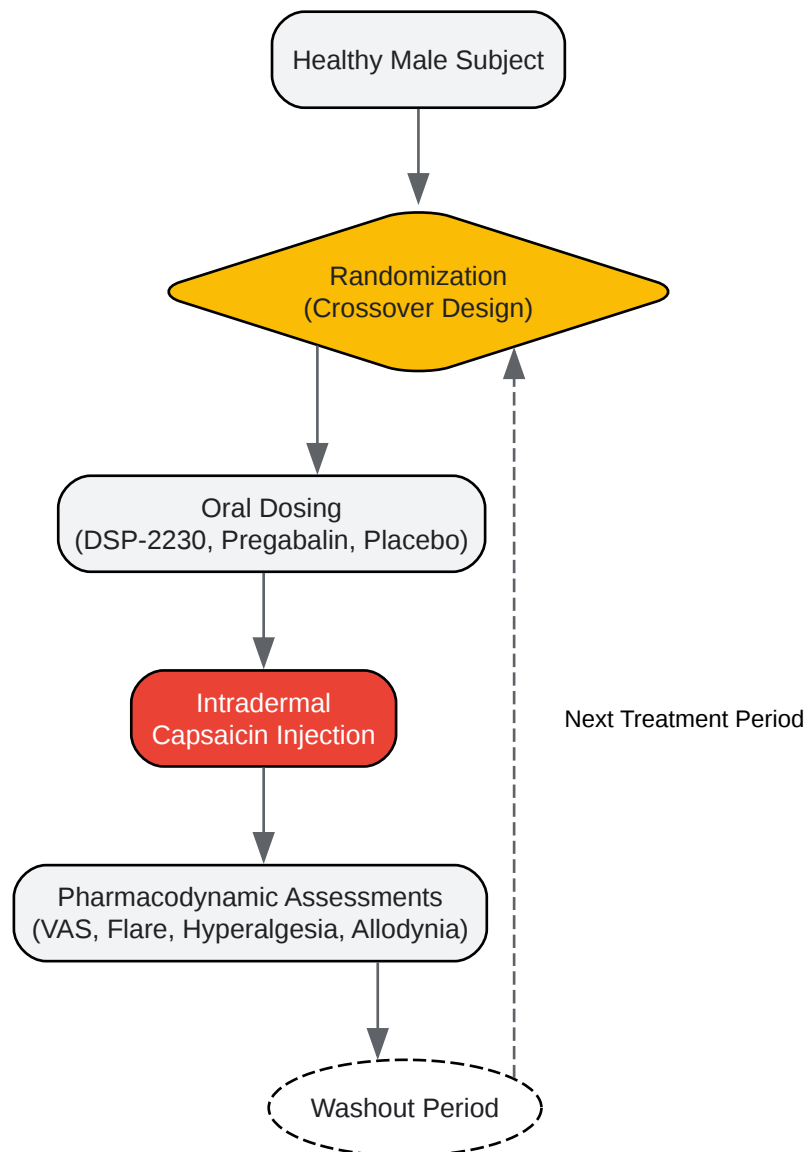 Healthy Male Subject
Randomization
(Crossover Design)
Oral Dosing
(DSP-2230, Pregabalin, Placebo)
Intradermal
Capsaicin Injection
Next Treatment Period
Pharmacodynamic Assessments
(VAS, Flare, Hyperalgesia, Allodynia)
Washout Period